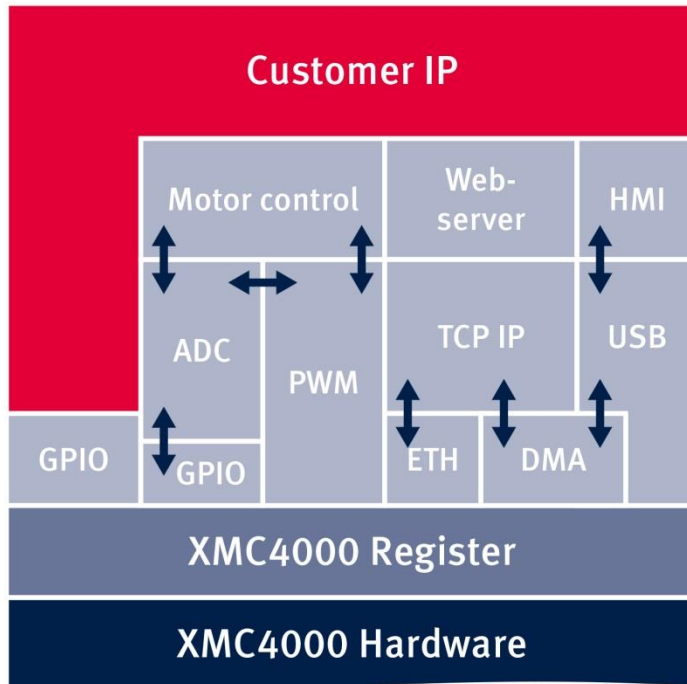 Customer IP
Motor control
Web-
server
HMI
ADC
PWM
TCP IP
USB
GPIO
GPIO
ETH
DMA
XMC4000 Register
XMC4000 Hardware